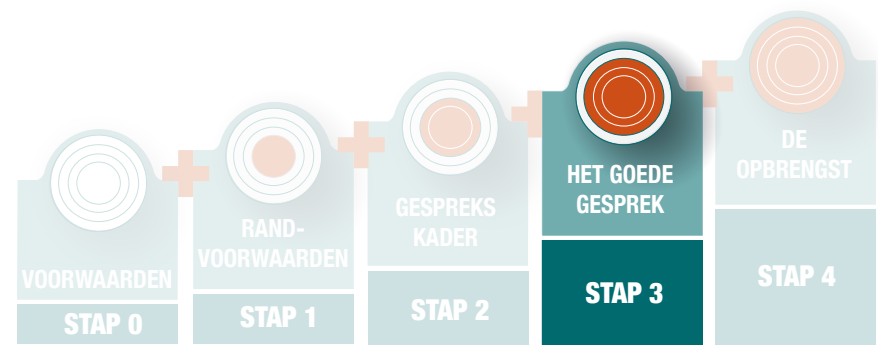 VOORWAARDEN
STAP 0
RAND-
VOORWAARDEN
STAP 1
GESPREKS
KADER
STAP 2
HET GOEDE
GESPREK
STAP 3
DE
OPBRENGST
STAP 4